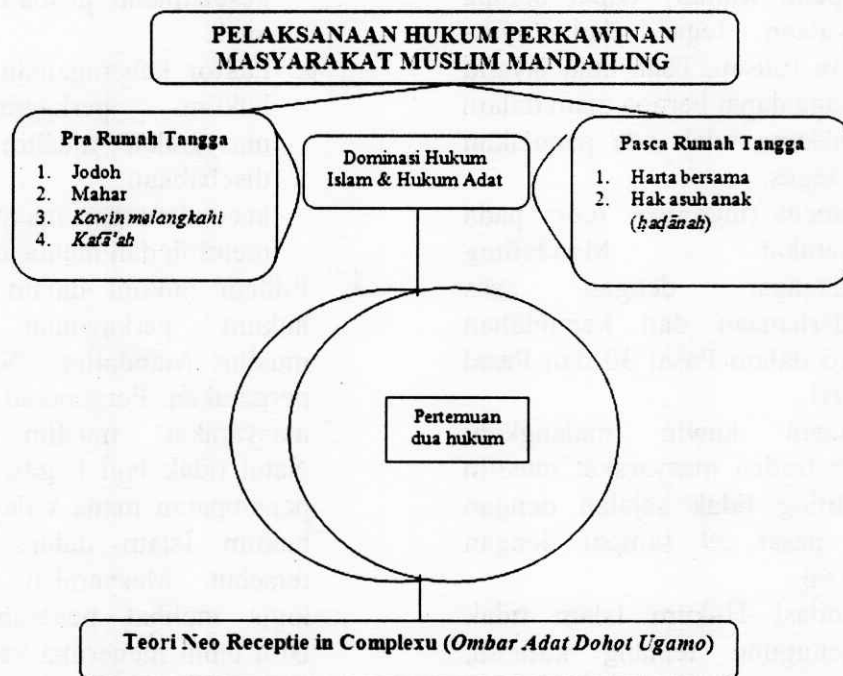 PELAKSANAAN HUKUM PERKAWINAN
MASYARAKAT MUSLIM MANDAILING
Pra Rumah Tangga
1. Jodoh
2. Mahar
3. Kawin malangkahi
4. Kafā'ah
Dominasi Hukum
Islam & Hukum Adat
Pasca Rumah Tangga
1. Harta bersama
2. Hak asuh anak
(ḥaḍānah)
Pertemuan
dua hukum
Teori Neo Receptie in Complexu (Ombar Adat Dohot Ugamo)